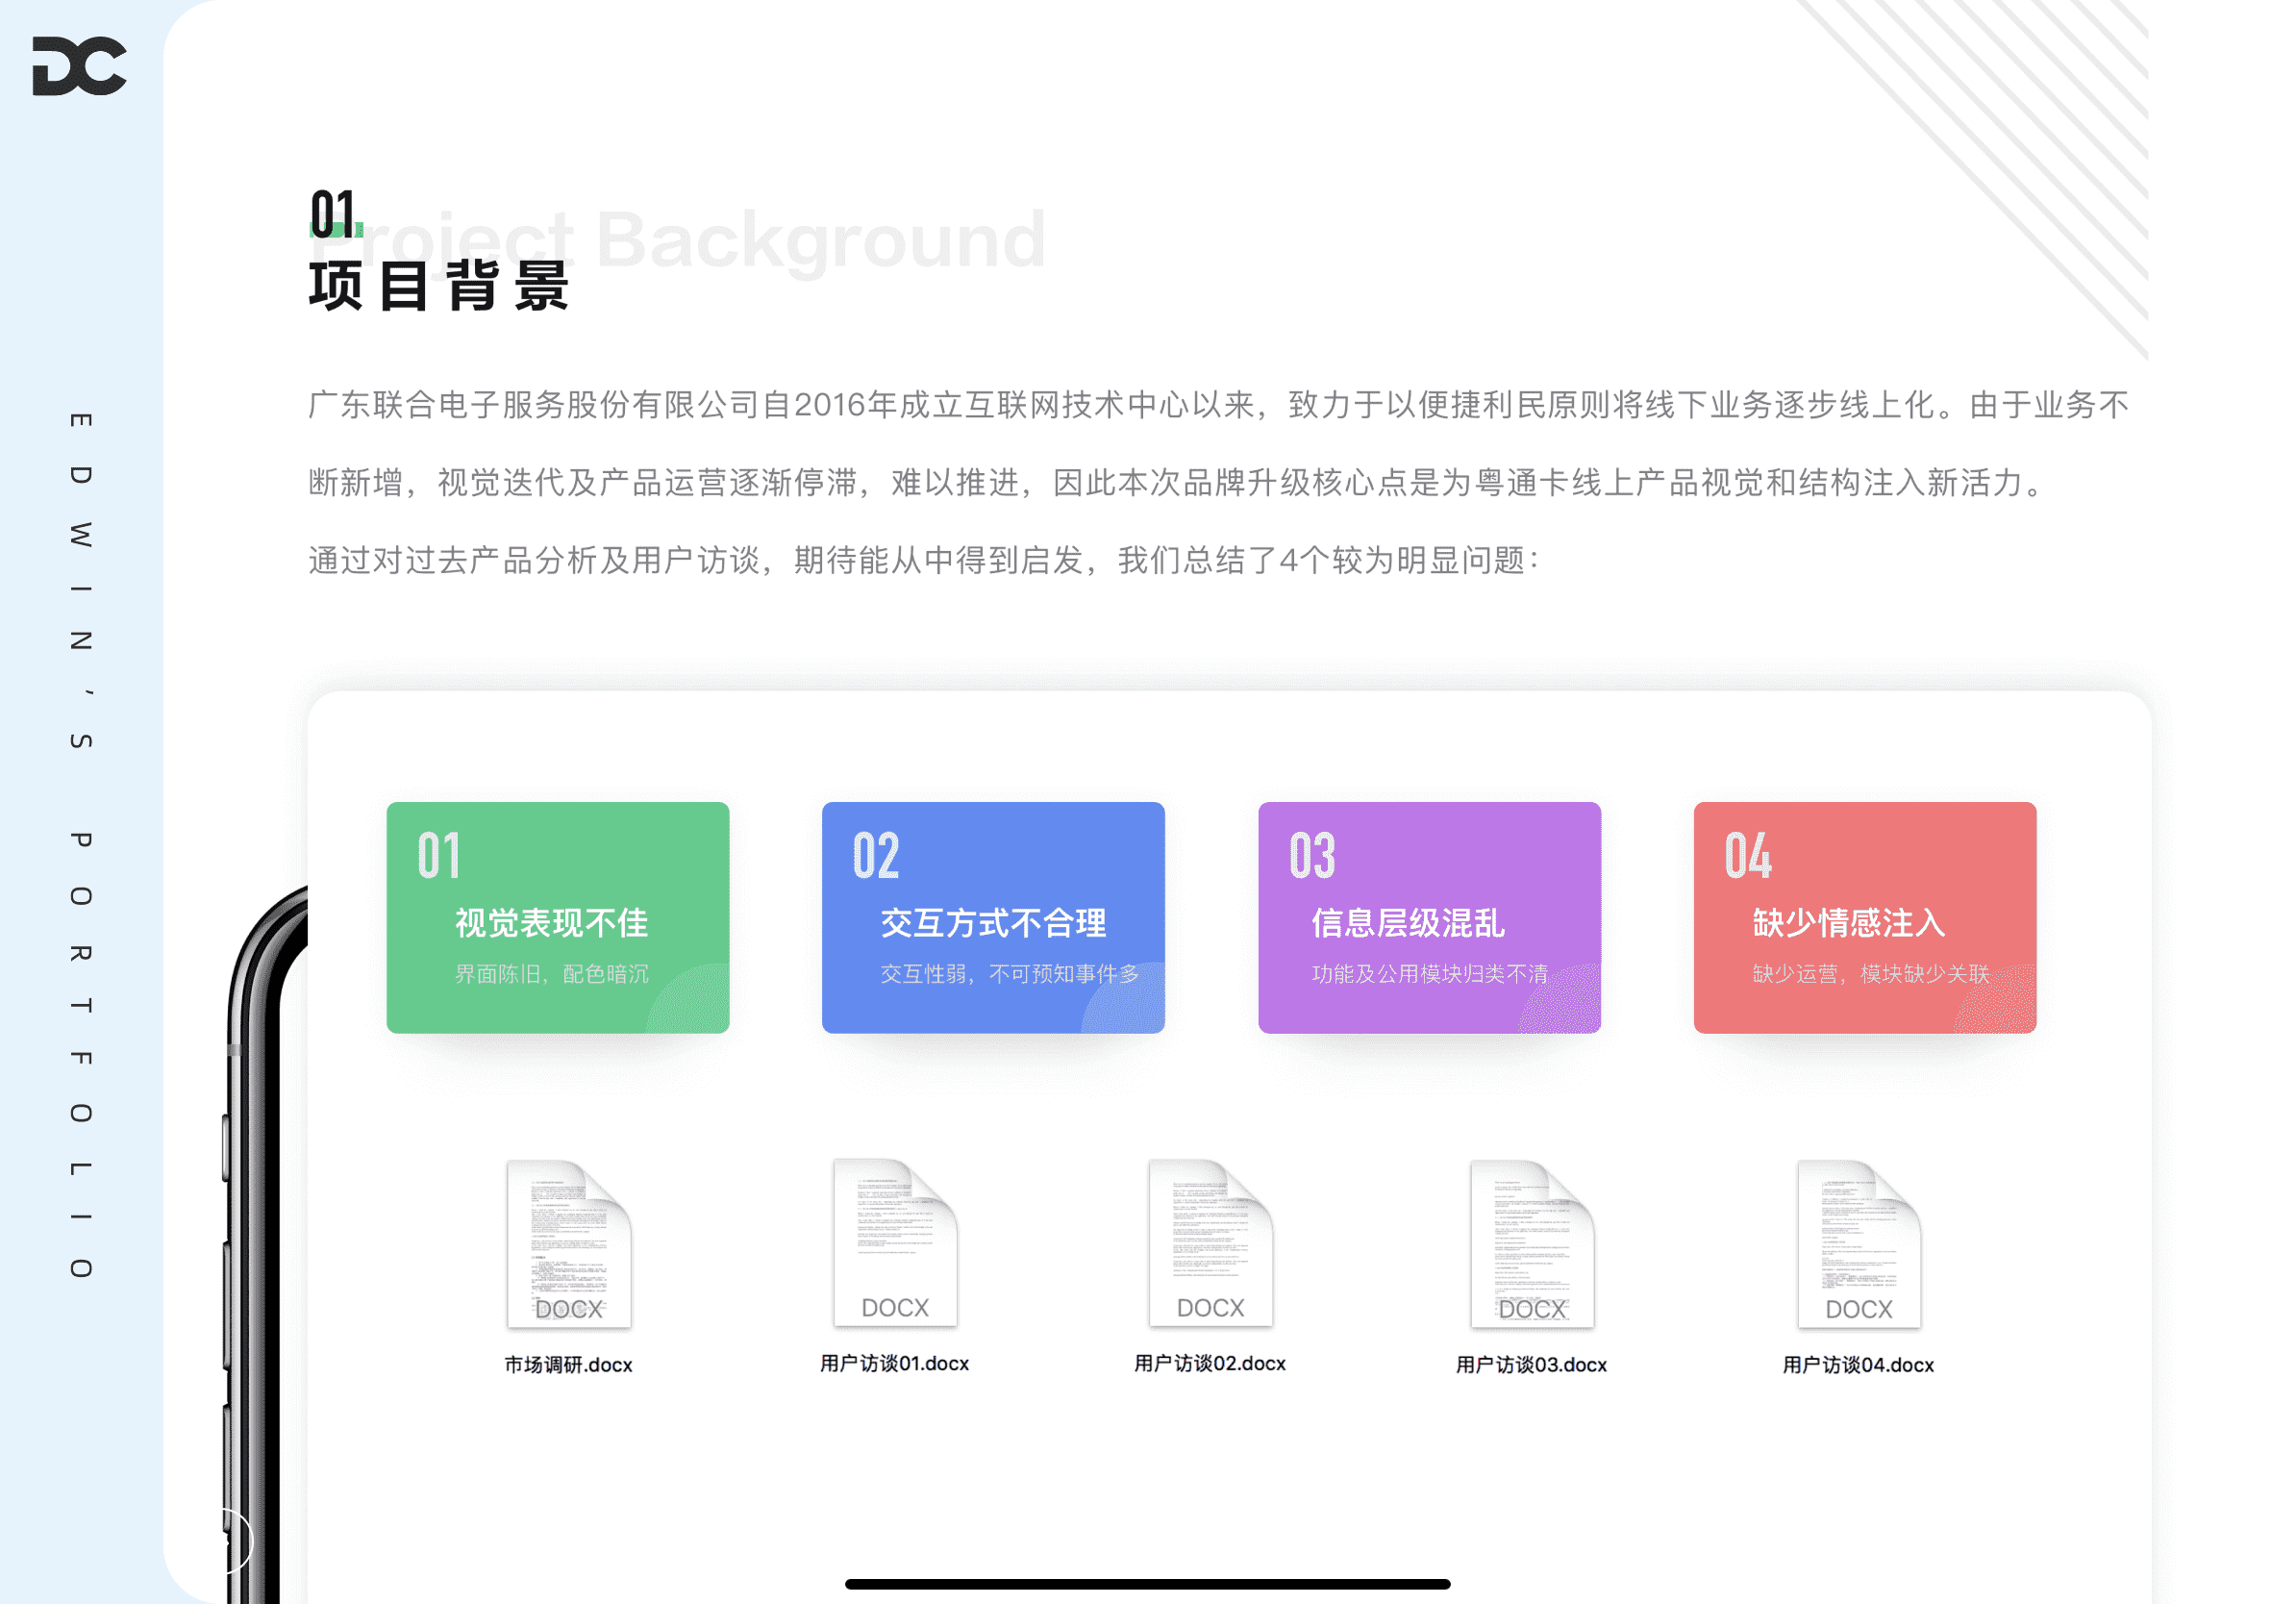 DC
EDWIN'S PORTFOLIO
01
Project Background
项目背景
广东联合电子服务股份有限公司自2016年成立互联网技术中心以来，致力于以便捷利民原则将线下业务逐步线上化。由于业务不
断新增，视觉迭代及产品运营逐渐停滞，难以推进，因此本次品牌升级核心点是为粤通卡线上产品视觉和结构注入新活力。
通过对过去产品分析及用户访谈，期待能从中得到启发，我们总结了4个较为明显问题：
01
视觉表现不佳
界面陈旧，配色暗沉
02
交互方式不合理
交互性弱，不可预知事件多
03
信息层级混乱
功能及公用模块归类不清
04
缺少情感注入
缺少运营，模块缺少关联
DOCX
市场调研.docx
DOCX
用户访谈01.docx
DOCX
用户访谈02.docx
DOCX
用户访谈03.docx
DOCX
用户访谈04.docx